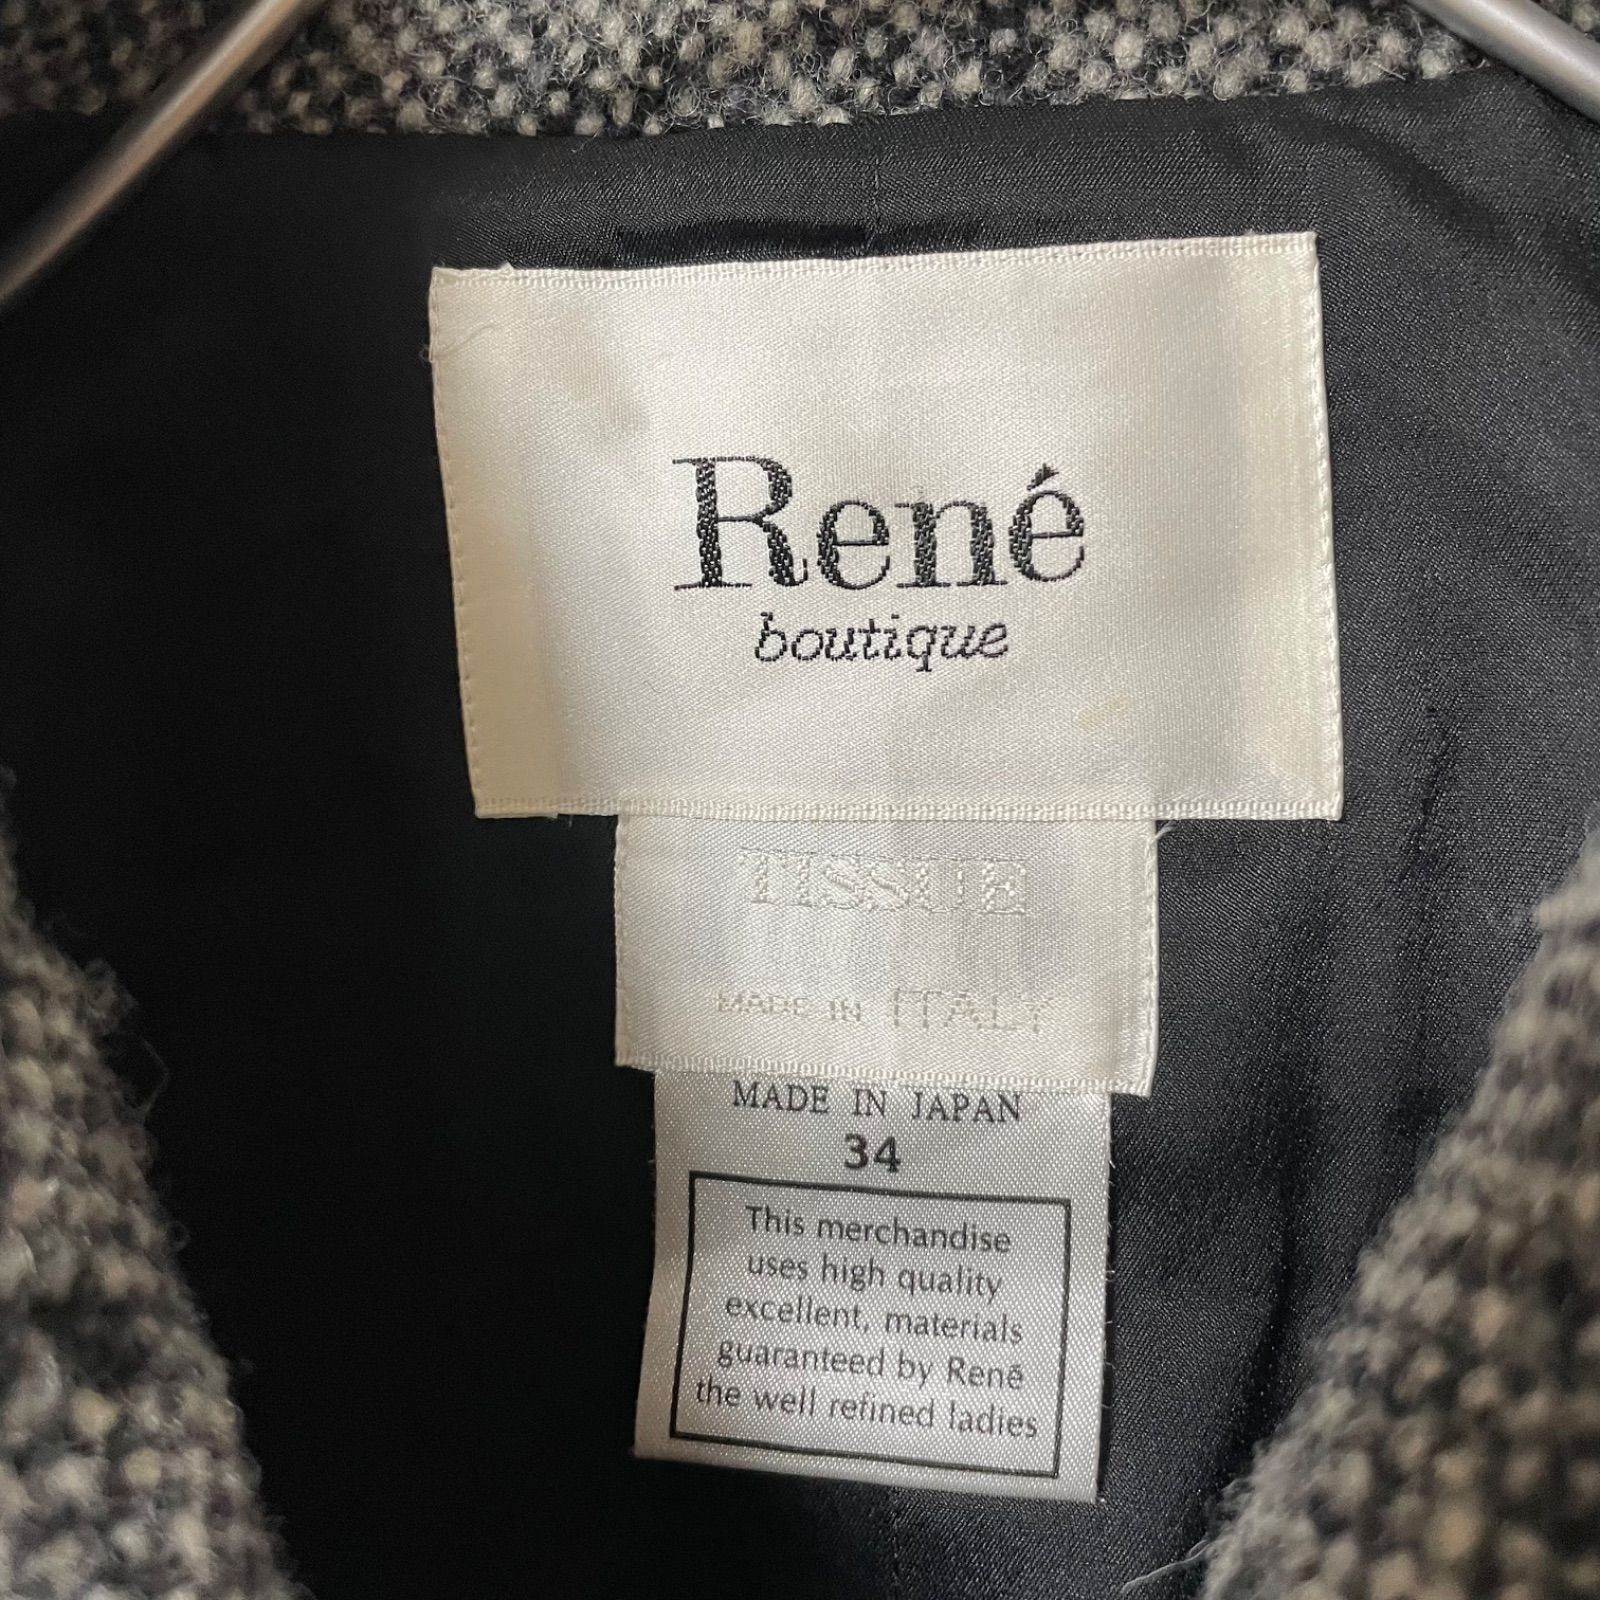 René
boutique
TISSUE
MADE IN ITALY
MADE IN JAPAN
34
This merchandise
uses high quality
excellent, materials
guaranteed by René
the well refined ladies